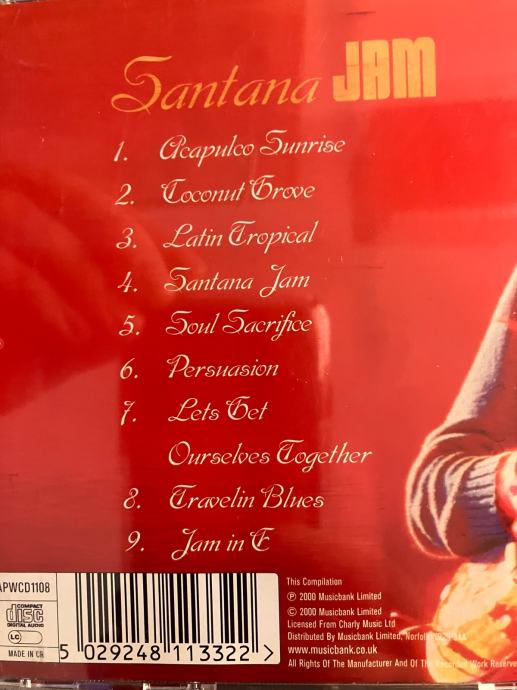 Santana JAM
1. Acapulco Sunrise
2. Coconut Grove
3. Latin Tropical
4. Santana Jam
5. Soul Sacrifice
6. Persuasion
7. Lets Get
Ourselves Together
8. Travelin Blues
9. Jam in E
APWCD1108
COMPACT
disc
DIGITAL AUDIO
LC
MADE IN
5 029248 113322 >
This Compilation
℗ 2000 Musicbank Limited
© 2000 Musicbank Limited
Licensed From Charly Music Ltd
Distributed By Musicbank Limited, Norfolk
www.musicbank.co.uk
All Rights Of The Manufacturer And Of The Recorded Work Reserve